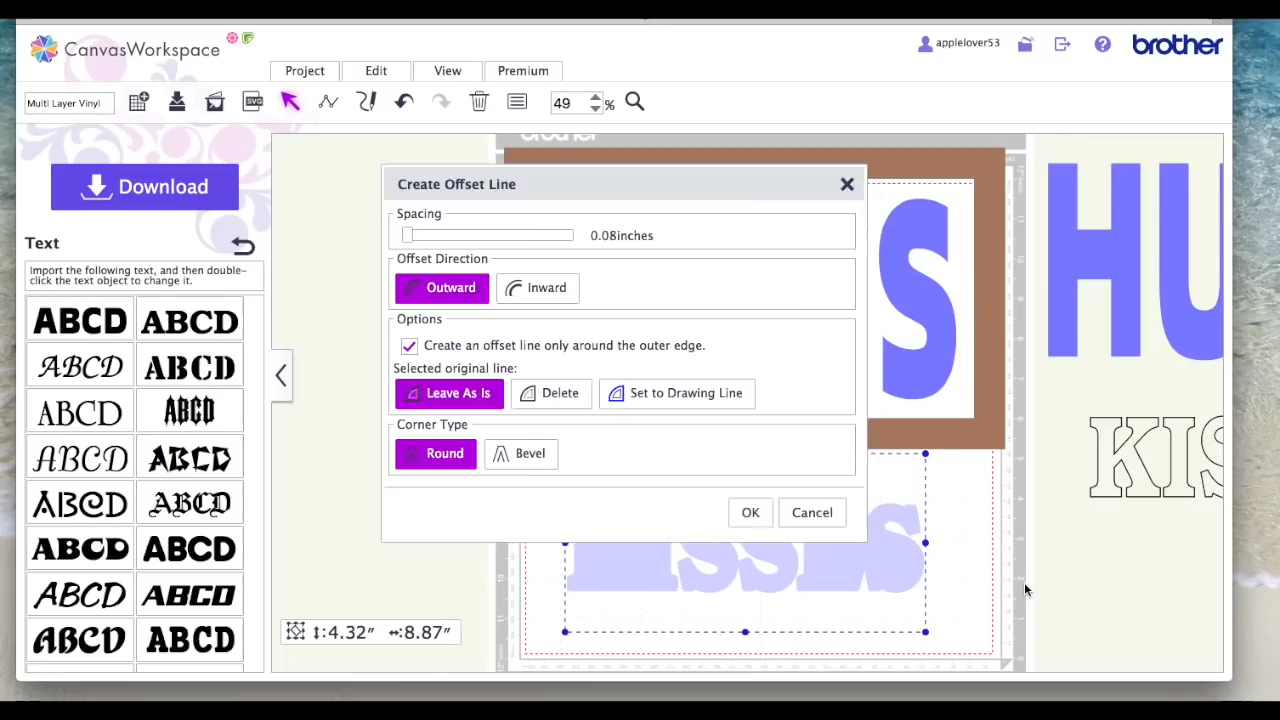 CanvasWorkspace
applelover53
brother
Project
Edit
View
Premium
Multi Layer Vinyl
SVG
49
%
Download
Text
Import the following text, and then double-
click the text object to change it.
ABCD ABCD
ABCD ABCD
ABCD ABCD
ABCD ABCD
ABCD ABCD
ABCD ABCD
ABCD ABCD
ABCD ABCD
Create Offset Line
Spacing
0.08inches
Offset Direction
Outward
Inward
Options
Create an offset line only around the outer edge.
Selected original line:
Leave As Is
Delete
Set to Drawing Line
Corner Type
Round
Bevel
OK
Cancel
S
HU
KIS
KISSES
↕:4.32″ ↔:8.87″